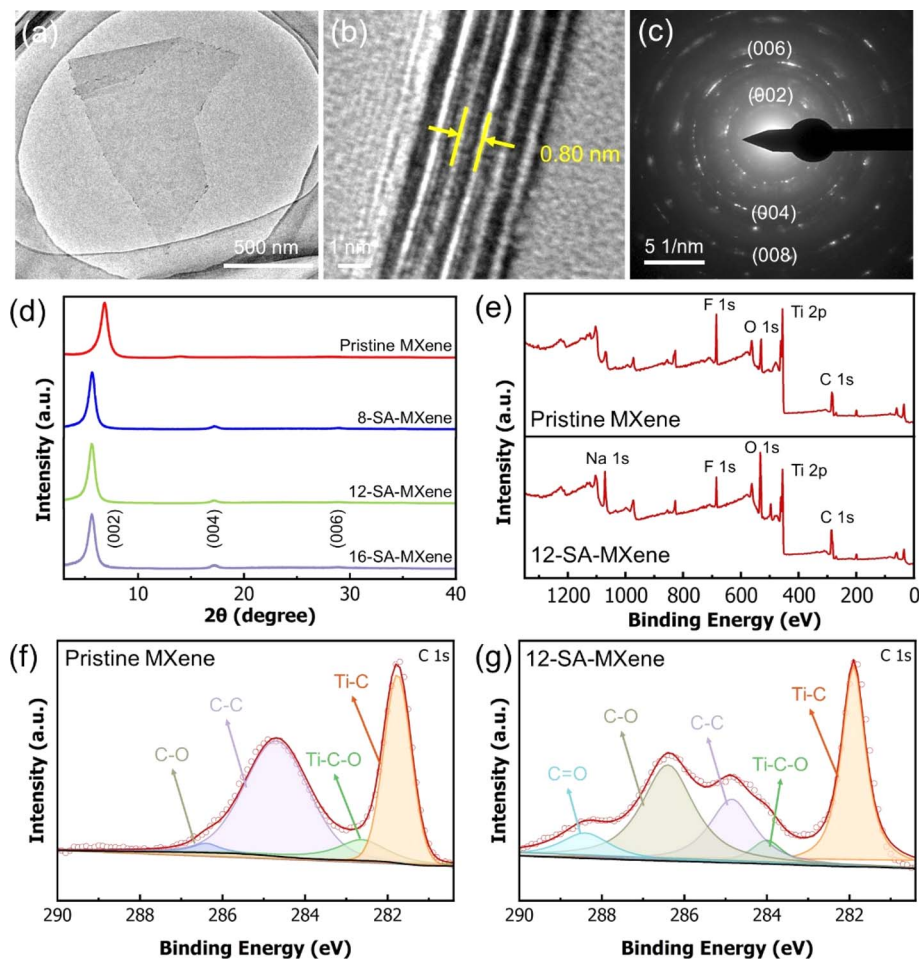 (a)
500 nm
(b)
0.80 nm
1 nm
(c)
(006)
(002)
(004)
(008)
5 1/nm
(d)
Intensity (a.u.)
Pristine MXene
8-SA-MXene
12-SA-MXene
(002)
(004)
(006)
16-SA-MXene
10
20
30
40
2θ (degree)
(e)
Intensity (a.u.)
F 1s
O 1s
Ti 2p
C 1s
Pristine MXene
Na 1s
F 1s
O 1s
Ti 2p
C 1s
12-SA-MXene
1200
1000
800
600
400
200
0
Binding Energy (eV)
(f)
Pristine MXene
C 1s
Intensity (a.u.)
C-O
C-C
Ti-C-O
Ti-C
290
288
286
284
282
Binding Energy (eV)
(g)
12-SA-MXene
C 1s
Intensity (a.u.)
C=O
C-O
C-C
Ti-C-O
Ti-C
290
288
286
284
282
Binding Energy (eV)